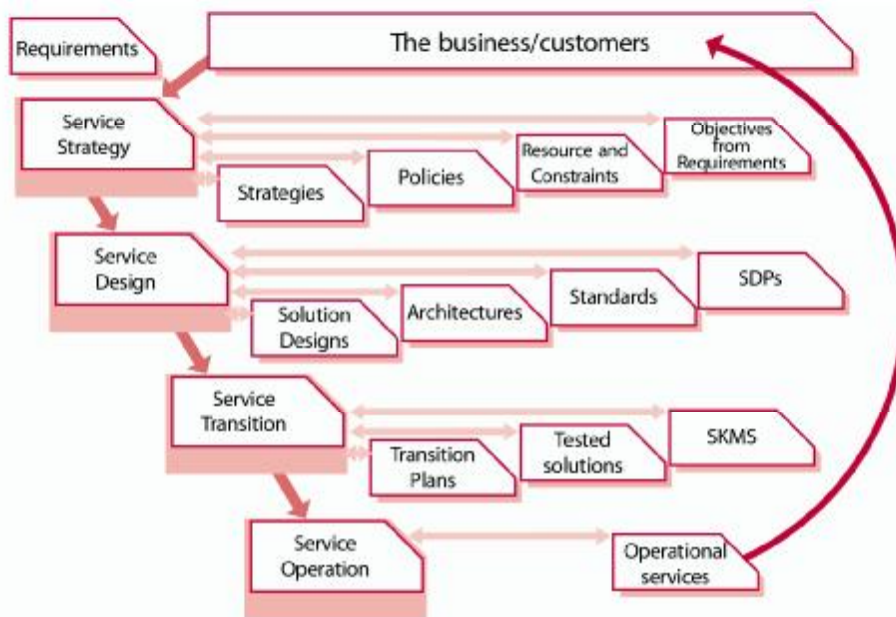 Requirements
The business/customers
Service
Strategy
Strategies
Policies
Resource and
Constraints
Objectives
from
Requirements
Service
Design
Solution
Designs
Architectures
Standards
SDPs
Service
Transition
Transition
Plans
Tested
solutions
SKMS
Service
Operation
Operational
services